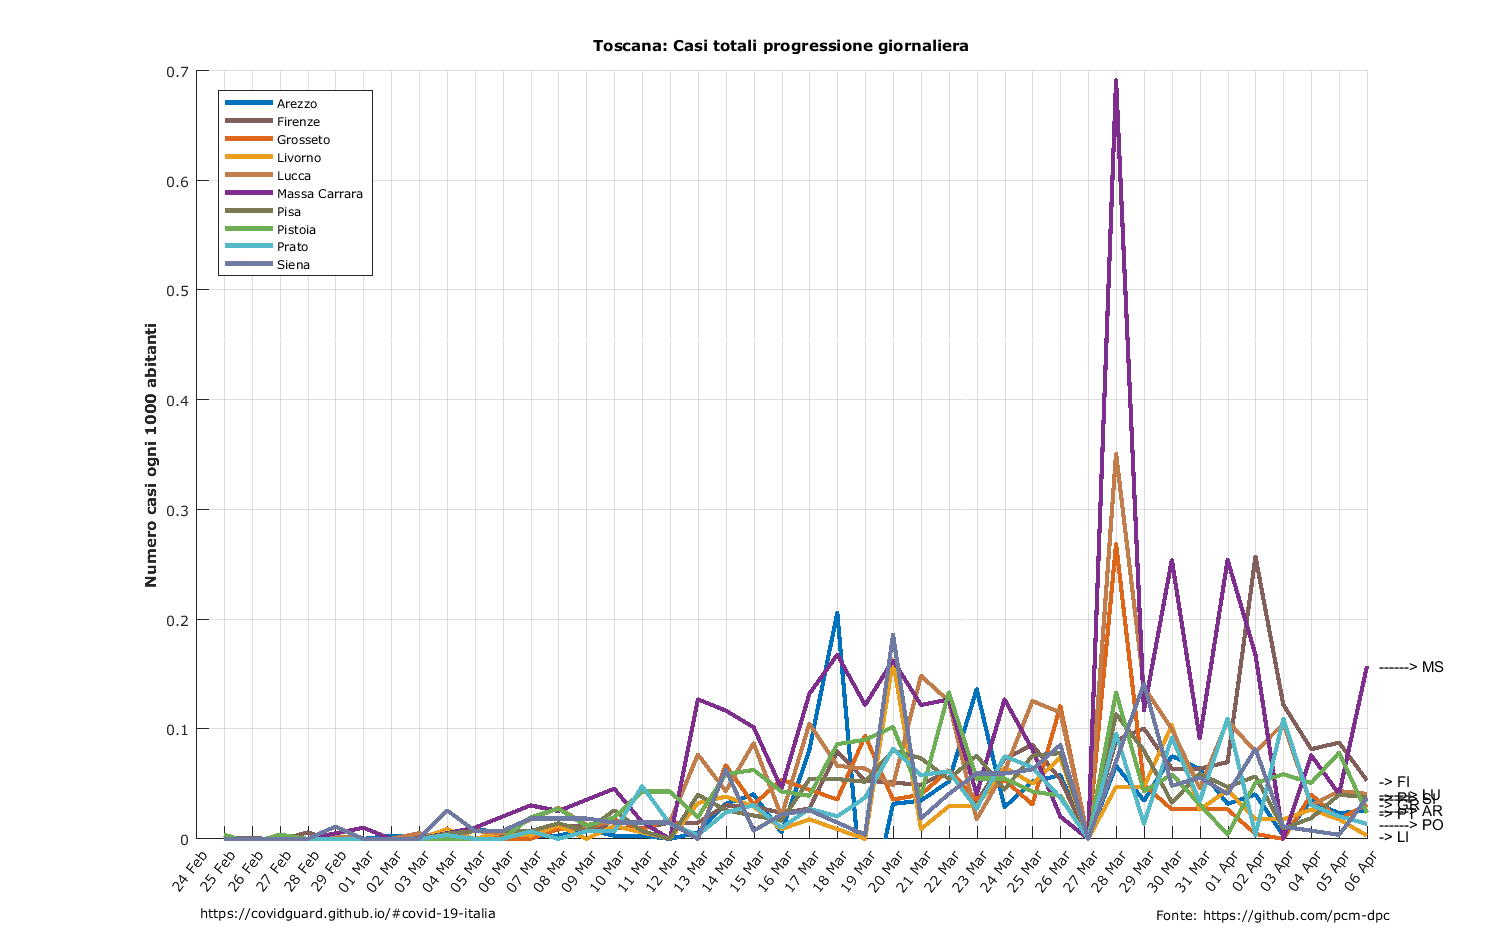 Toscana: Casi totali progressione giornaliera
Numero casi ogni 1000 abitanti
0.7
0.6
0.5
0.4
0.3
0.2
0.1
0
Arezzo
Firenze
Grosseto
Livorno
Lucca
Massa Carrara
Pisa
Pistoia
Prato
Siena
------> MS
-> FI
LU
SI
AR
------> PO
-> LI
24 Feb
25 Feb
26 Feb
27 Feb
28 Feb
29 Feb
01 Mar
02 Mar
03 Mar
04 Mar
05 Mar
06 Mar
07 Mar
08 Mar
09 Mar
10 Mar
11 Mar
12 Mar
13 Mar
14 Mar
15 Mar
16 Mar
17 Mar
18 Mar
19 Mar
20 Mar
21 Mar
22 Mar
23 Mar
24 Mar
25 Mar
26 Mar
27 Mar
28 Mar
29 Mar
30 Mar
31 Mar
01 Apr
02 Apr
03 Apr
04 Apr
05 Apr
06 Apr
https://covidguard.github.io/#covid-19-italia
Fonte: https://github.com/pcm-dpc